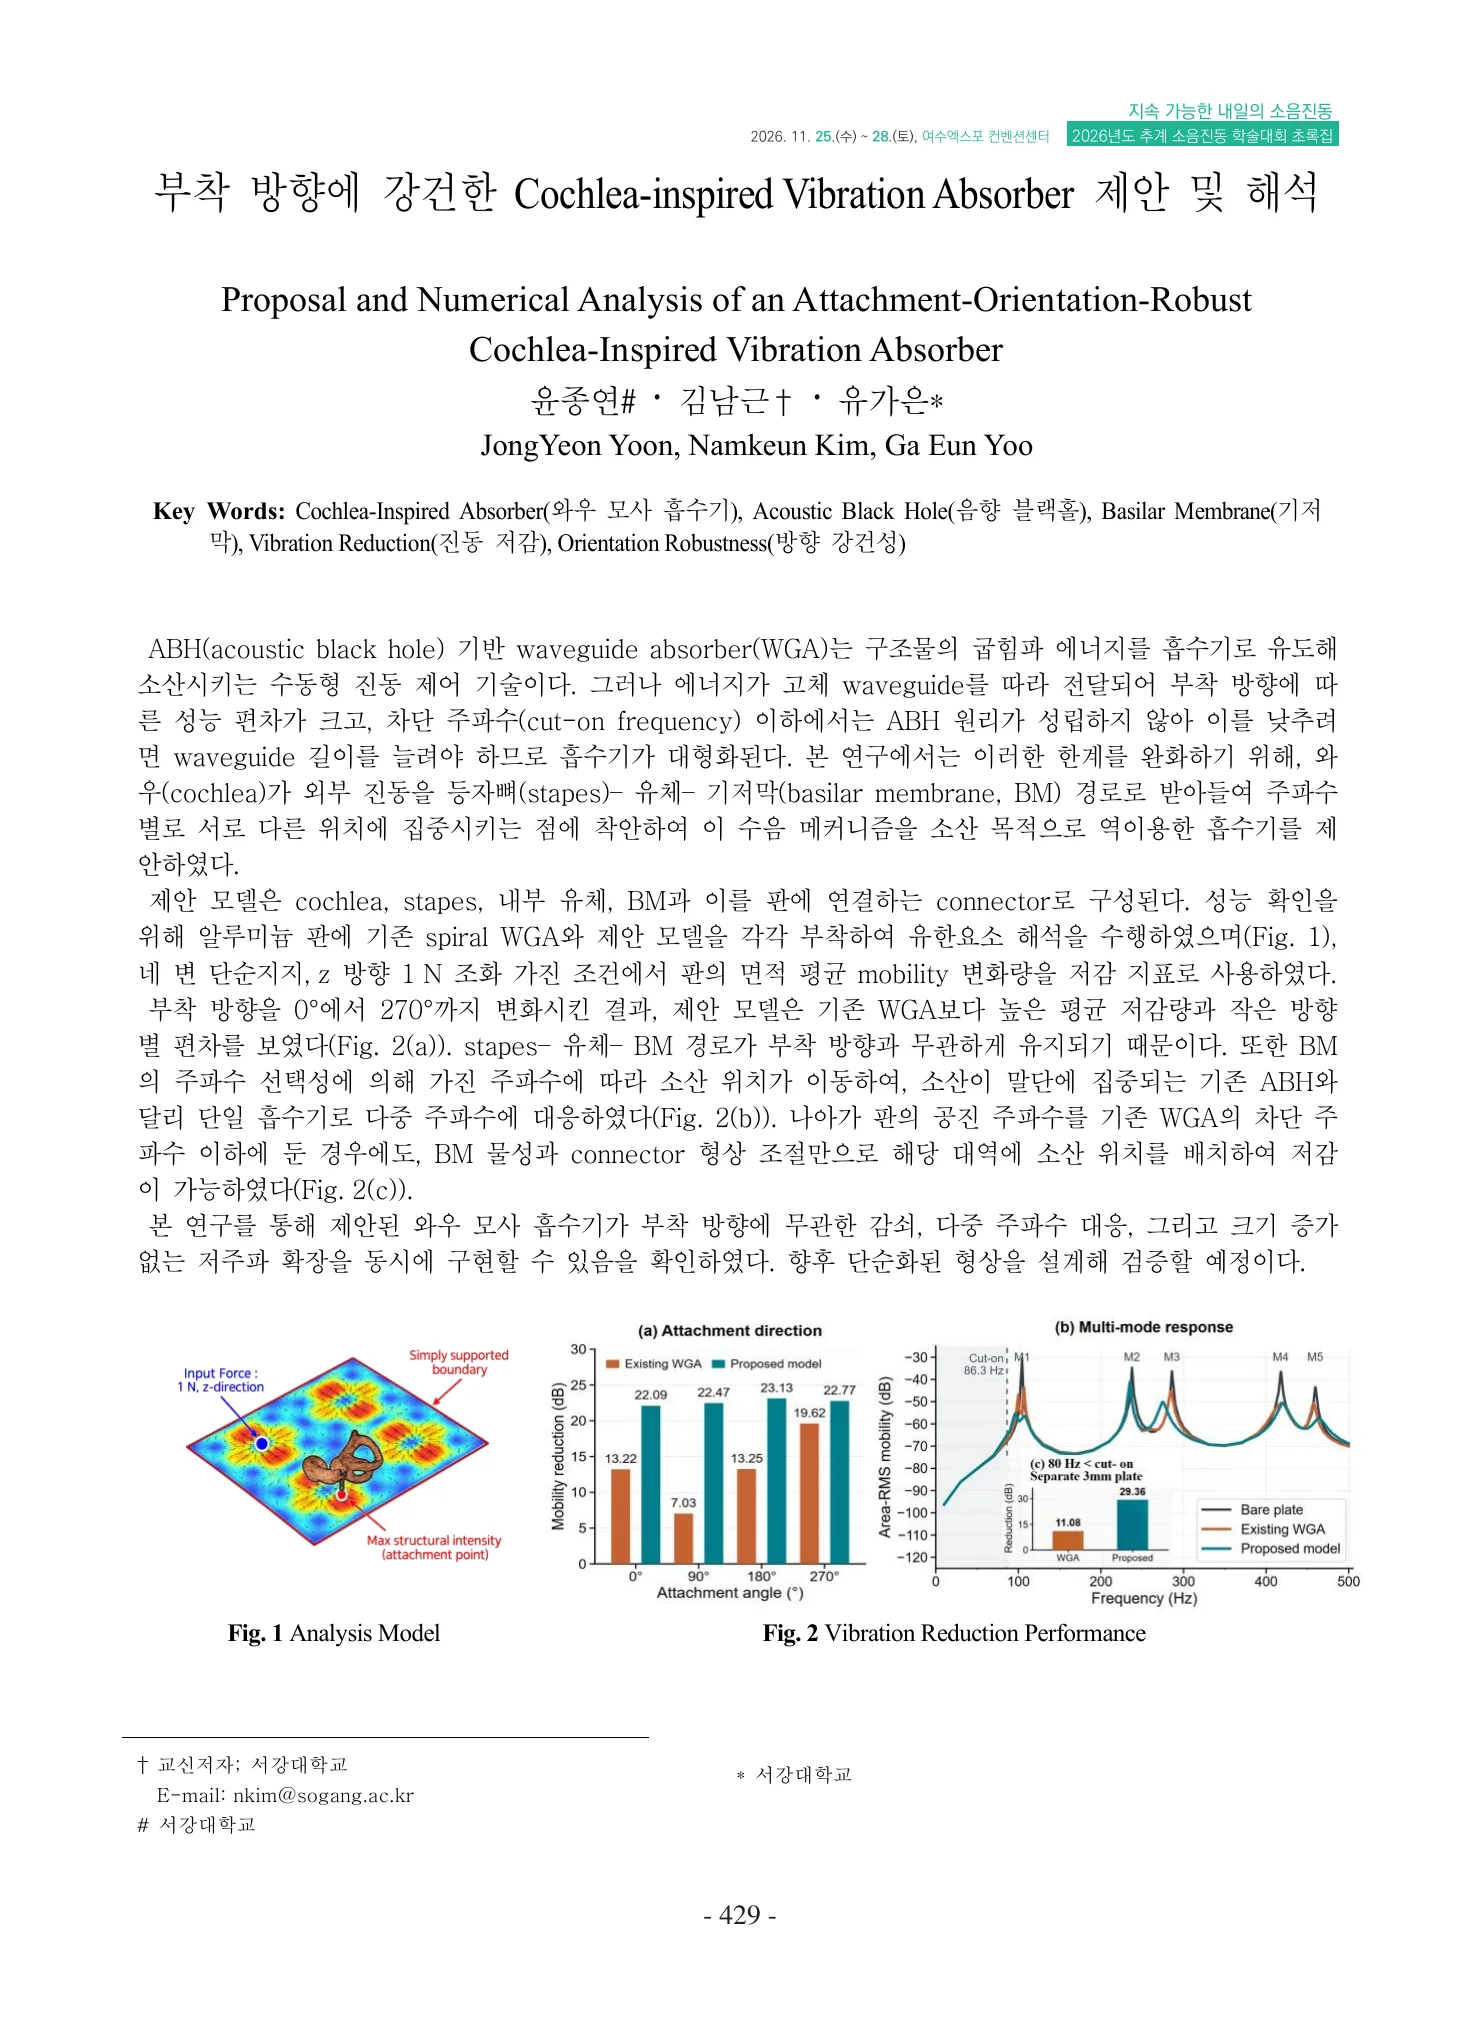 지속 가능한 내일의 소음진동
2026. 11. 25.(수) ~ 28.(토), 여수엑스포 컨벤션센터 2026년도 추계 소음진동 학술대회 초록집
부착 방향에 강건한 Cochlea-inspired Vibration Absorber 제안 및 해석
Proposal and Numerical Analysis of an Attachment-Orientation-Robust
Cochlea-Inspired Vibration Absorber
윤종연# · 김남근† · 유가은*
JongYeon Yoon, Namkeun Kim, Ga Eun Yoo
Key Words: Cochlea-Inspired Absorber(와우 모사 흡수기), Acoustic Black Hole(음향 블랙홀), Basilar Membrane(기저
막), Vibration Reduction(진동 저감), Orientation Robustness(방향 강건성)
ABH(acoustic black hole) 기반 waveguide absorber(WGA)는 구조물의 굽힘파 에너지를 흡수기로 유도해
소산시키는 수동형 진동 제어 기술이다. 그러나 에너지가 고체 waveguide를 따라 전달되어 부착 방향에 따
른 성능 편차가 크고, 차단 주파수(cut-on frequency) 이하에서는 ABH 원리가 성립하지 않아 이를 낮추려
면 waveguide 길이를 늘려야 하므로 흡수기가 대형화된다. 본 연구에서는 이러한 한계를 완화하기 위해, 와
우(cochlea)가 외부 진동을 등자뼈(stapes)- 유체- 기저막(basilar membrane, BM) 경로로 받아들여 주파수
별로 서로 다른 위치에 집중시키는 점에 착안하여 이 수음 메커니즘을 소산 목적으로 역이용한 흡수기를 제
안하였다.
제안 모델은 cochlea, stapes, 내부 유체, BM과 이를 판에 연결하는 connector로 구성된다. 성능 확인을
위해 알루미늄 판에 기존 spiral WGA와 제안 모델을 각각 부착하여 유한요소 해석을 수행하였으며(Fig. 1),
네 변 단순지지, z 방향 1 N 조화 가진 조건에서 판의 면적 평균 mobility 변화량을 저감 지표로 사용하였다.
부착 방향을 0°에서 270°까지 변화시킨 결과, 제안 모델은 기존 WGA보다 높은 평균 저감량과 작은 방향
별 편차를 보였다(Fig. 2(a)). stapes- 유체- BM 경로가 부착 방향과 무관하게 유지되기 때문이다. 또한 BM
의 주파수 선택성에 의해 가진 주파수에 따라 소산 위치가 이동하여, 소산이 말단에 집중되는 기존 ABH와
달리 단일 흡수기로 다중 주파수에 대응하였다(Fig. 2(b)). 나아가 판의 공진 주파수를 기존 WGA의 차단 주
파수 이하에 둔 경우에도, BM 물성과 connector 형상 조절만으로 해당 대역에 소산 위치를 배치하여 저감
이 가능하였다(Fig. 2(c)).
본 연구를 통해 제안된 와우 모사 흡수기가 부착 방향에 무관한 감쇠, 다중 주파수 대응, 그리고 크기 증가
없는 저주파 확장을 동시에 구현할 수 있음을 확인하였다. 향후 단순화된 형상을 설계해 검증할 예정이다.
Input Force :
1 N, z-direction
Simply supported
boundary
Max structural intensity
(attachment point)
Fig. 1 Analysis Model
(a) Attachment direction
Existing WGA Proposed model
Mobility reduction (dB)
30
25
20
15
10
5
0
13.22 22.09 7.03 22.47 13.25 23.13 19.62 22.77
0° 90° 180° 270°
Attachment angle (°)
(b) Multi-mode response
Cut-on
86.3 Hz
M1 M2 M3 M4 M5
Area-RMS mobility (dB)
−30
−40
−50
−60
−70
−80
−90
−100
−110
−120
(c) 80 Hz < cut- on
Separate 3mm plate
Reduction (dB)
30
15
0
11.08 29.36
WGA Proposed
Bare plate
Existing WGA
Proposed model
0 100 200 300 400 500
Frequency (Hz)
Fig. 2 Vibration Reduction Performance
† 교신저자; 서강대학교
E-mail: nkim@sogang.ac.kr
# 서강대학교
* 서강대학교
- 429 -